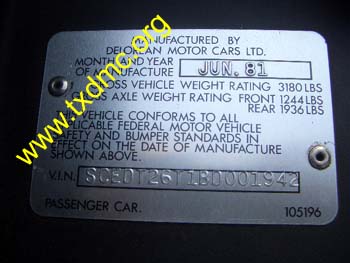 MANUFACTURED BY
DELOREAN MOTOR CARS LTD.
MONTH AND YEAR
OF MANUFACTURE JUN. 81
GROSS VEHICLE WEIGHT RATING 3180 LBS
GROSS AXLE WEIGHT RATING FRONT 1244 LBS
REAR 1936 LBS
VEHICLE CONFORMS TO ALL
APPLICABLE FEDERAL MOTOR VEHICLE
SAFETY AND BUMPER STANDARDS IN
EFFECT ON THE DATE OF MANUFACTURE
SHOWN ABOVE.
V.I.N. SCEDT26T1BD001942
PASSENGER CAR. 105196
www.txdmc.org